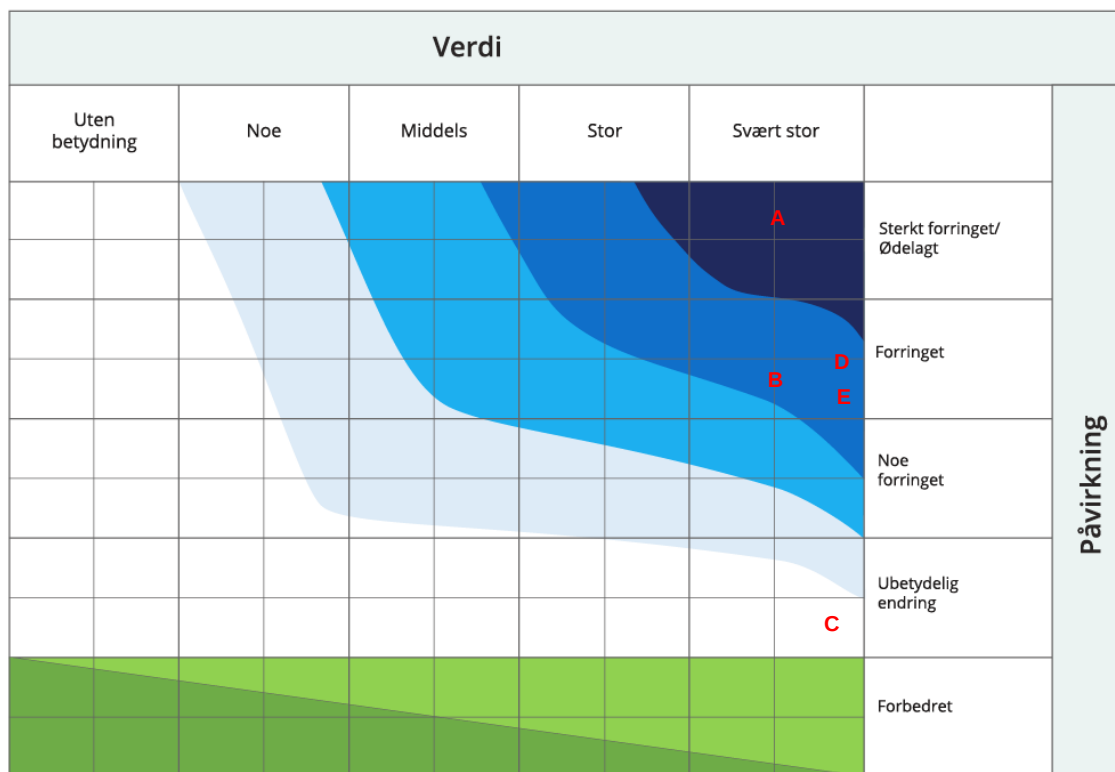 Verdi
Uten
betydning
Noe
Middels
Stor
Svært stor
A
Sterkt forringet/
Ødelagt
D
Forringet
B
E
Noe
forringet
Ubetydelig
endring
C
Forbedret
Påvirkning